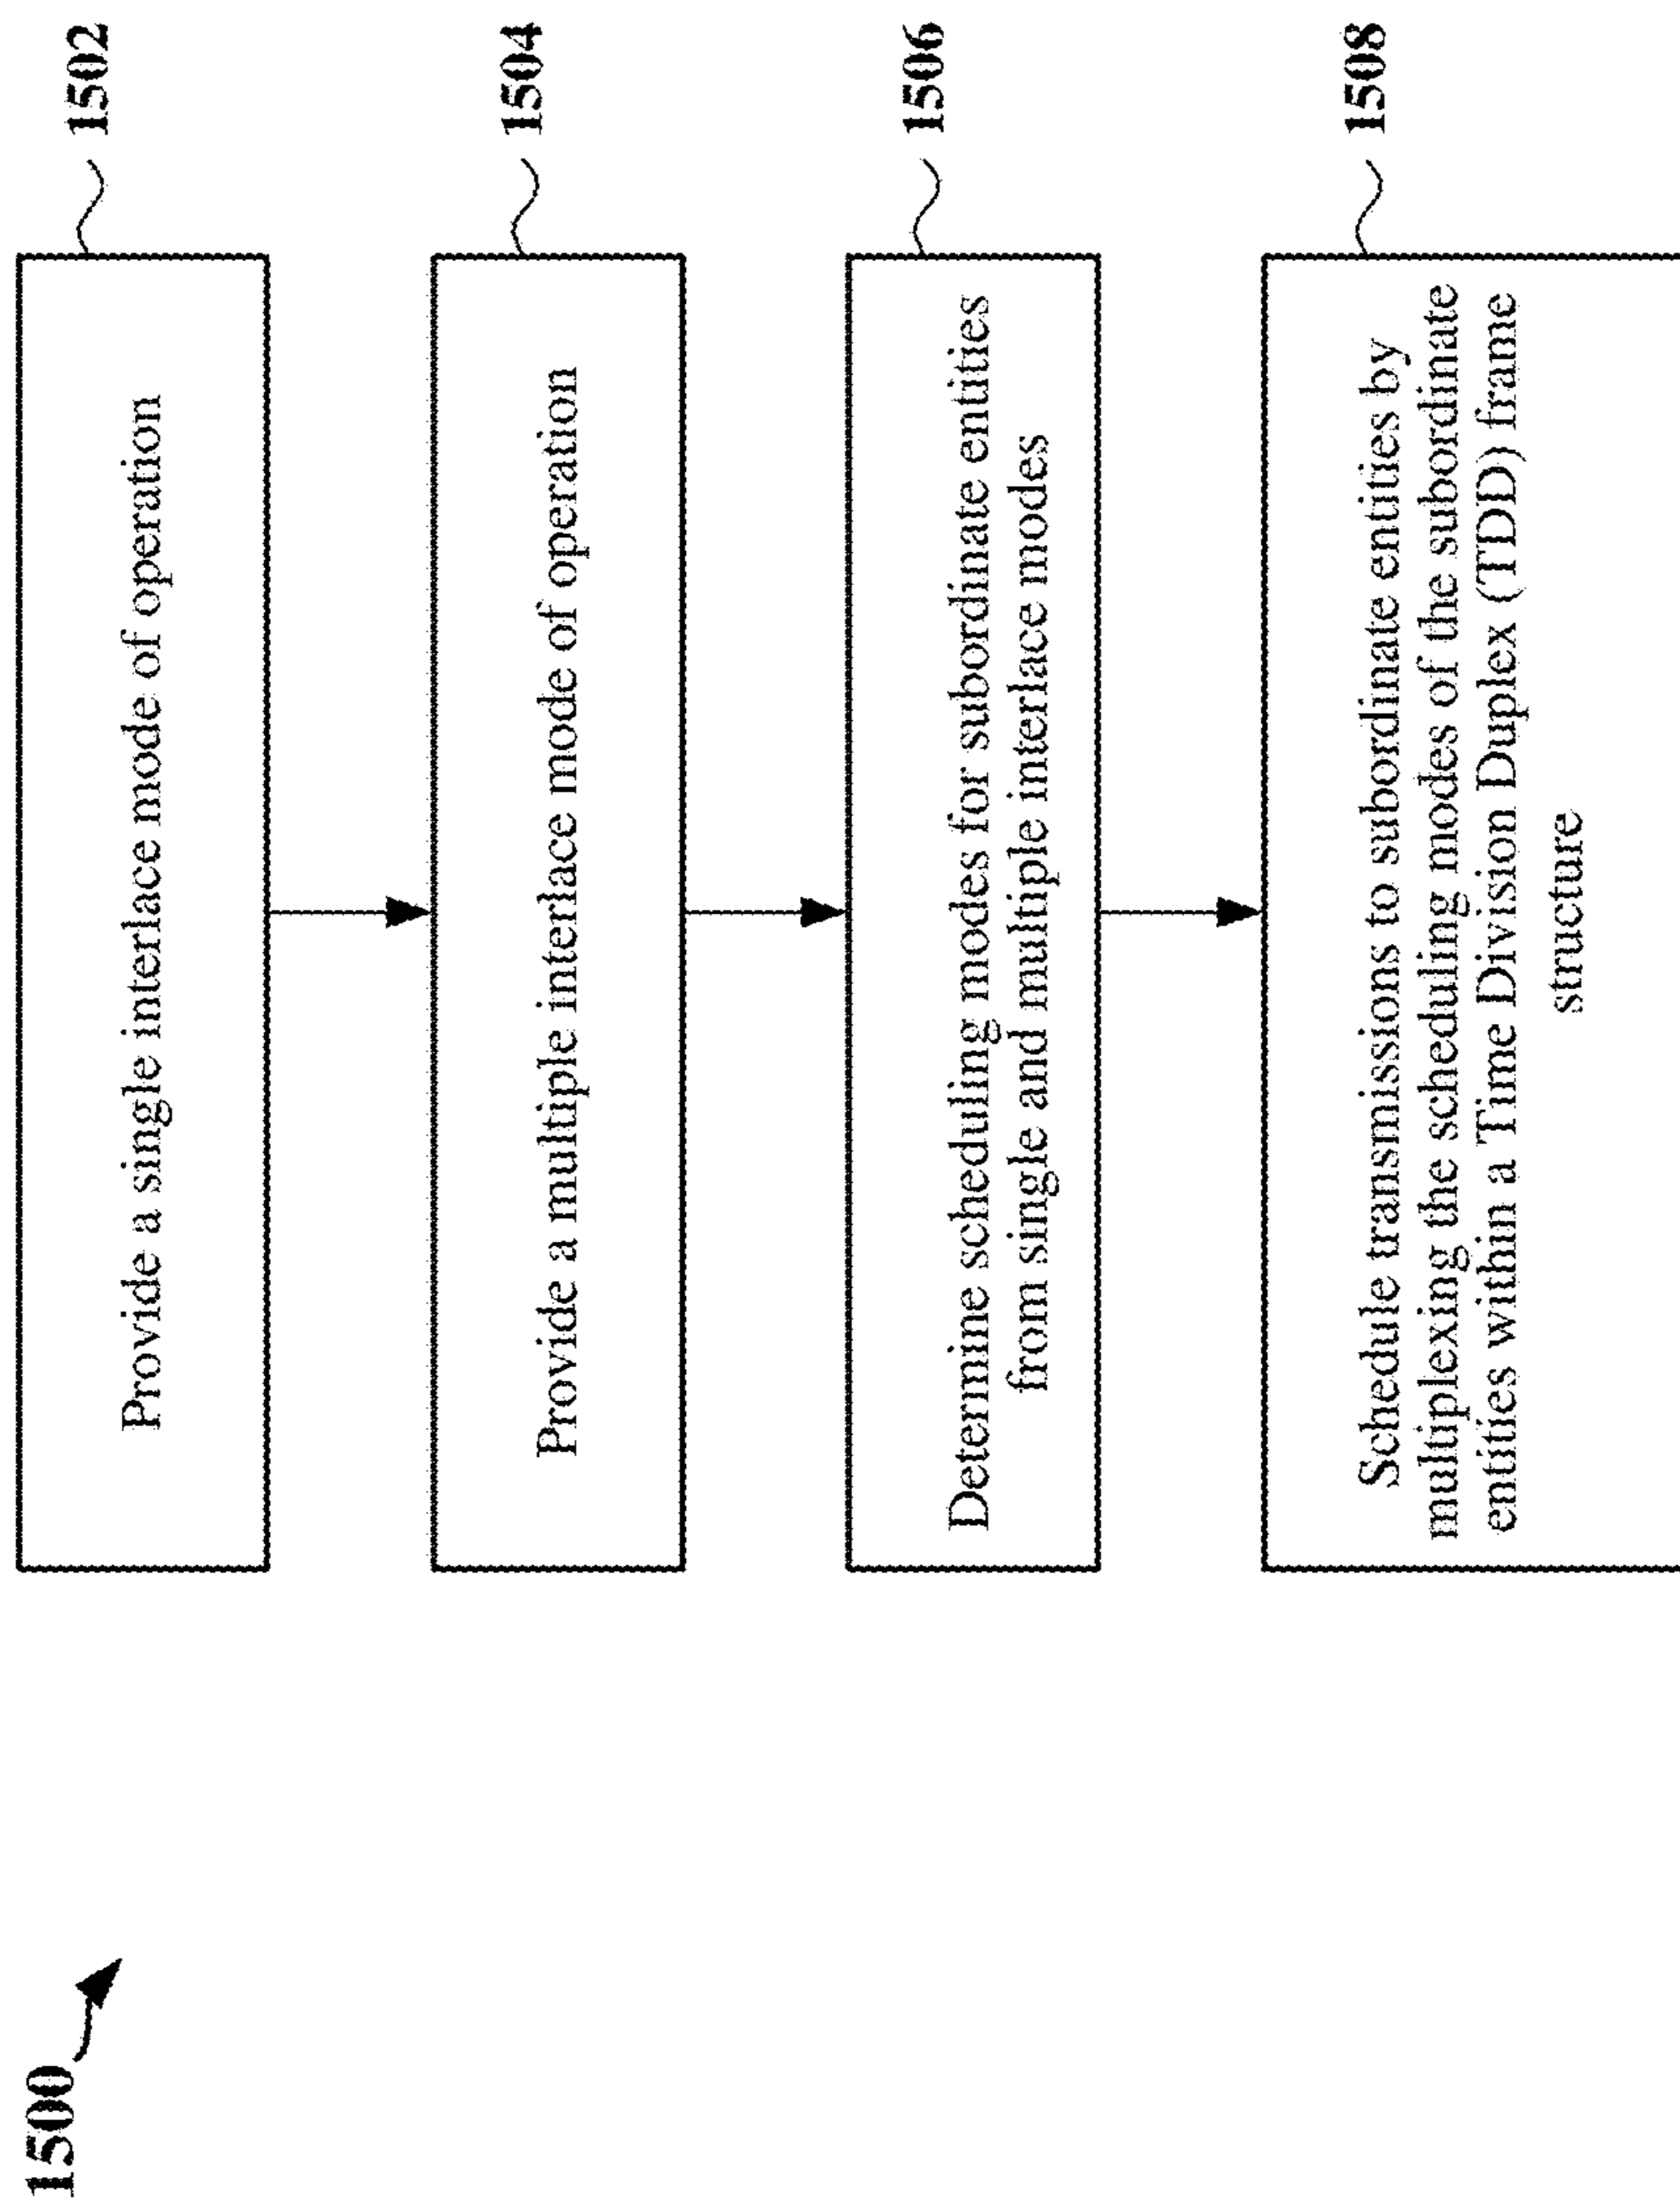 1500
1502
Provide a single interlace mode of operation
1504
Provide a multiple interlace mode of operation
1506
Determine scheduling modes for subordinate entities
from single and multiple interlace modes
1508
Schedule transmissions to subordinate entities by
multiplexing the scheduling modes of the subordinate
entities within a Time Division Duplex (TDD) frame
structure